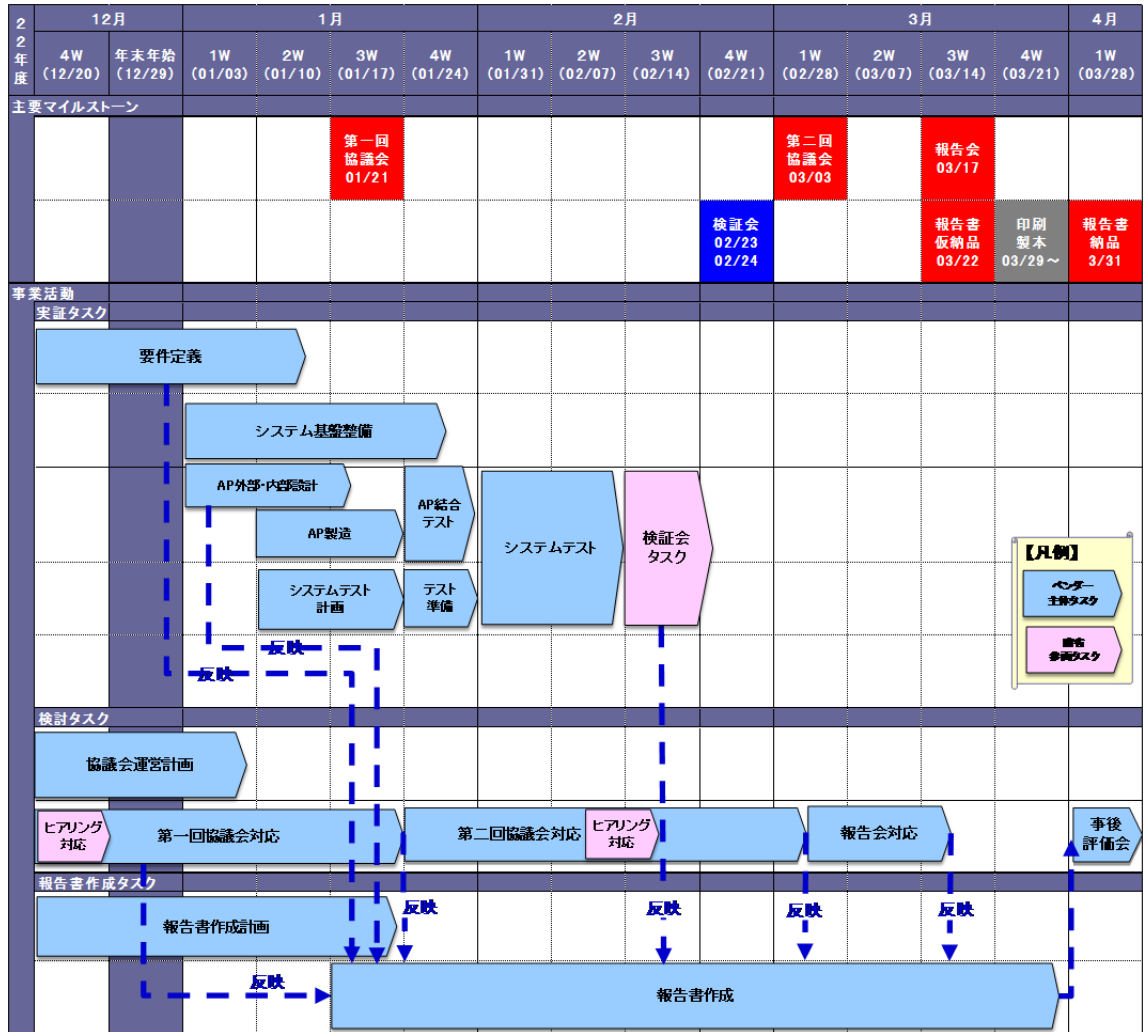 22年度
12月
1月
2月
3月
4月
4W
(12/20)
年末年始
(12/29)
1W
(01/03)
2W
(01/10)
3W
(01/17)
4W
(01/24)
1W
(01/31)
2W
(02/07)
3W
(02/14)
4W
(02/21)
1W
(02/28)
2W
(03/07)
3W
(03/14)
4W
(03/21)
1W
(03/28)
主要マイルストーン
第一回
協議会
01/21
第二回
協議会
03/03
報告会
03/17
検証会
02/23
02/24
報告書
仮納品
03/22
印刷
製本
03/29～
報告書
納品
3/31
事業活動
実証タスク
要件定義
システム基盤整備
AP外部・内部設計
AP製造
AP結合
テスト
システムテスト
計画
テスト
準備
システムテスト
検証会
タスク
【凡例】
ベンダー
主体タスク
参画タスク
反映
反映
検討タスク
協議会運営計画
ヒアリング
対応
第一回協議会対応
第二回協議会対応
ヒアリング
対応
報告会対応
事後
評価会
報告書作成タスク
報告書作成計画
反映
反映
反映
反映
反映
報告書作成